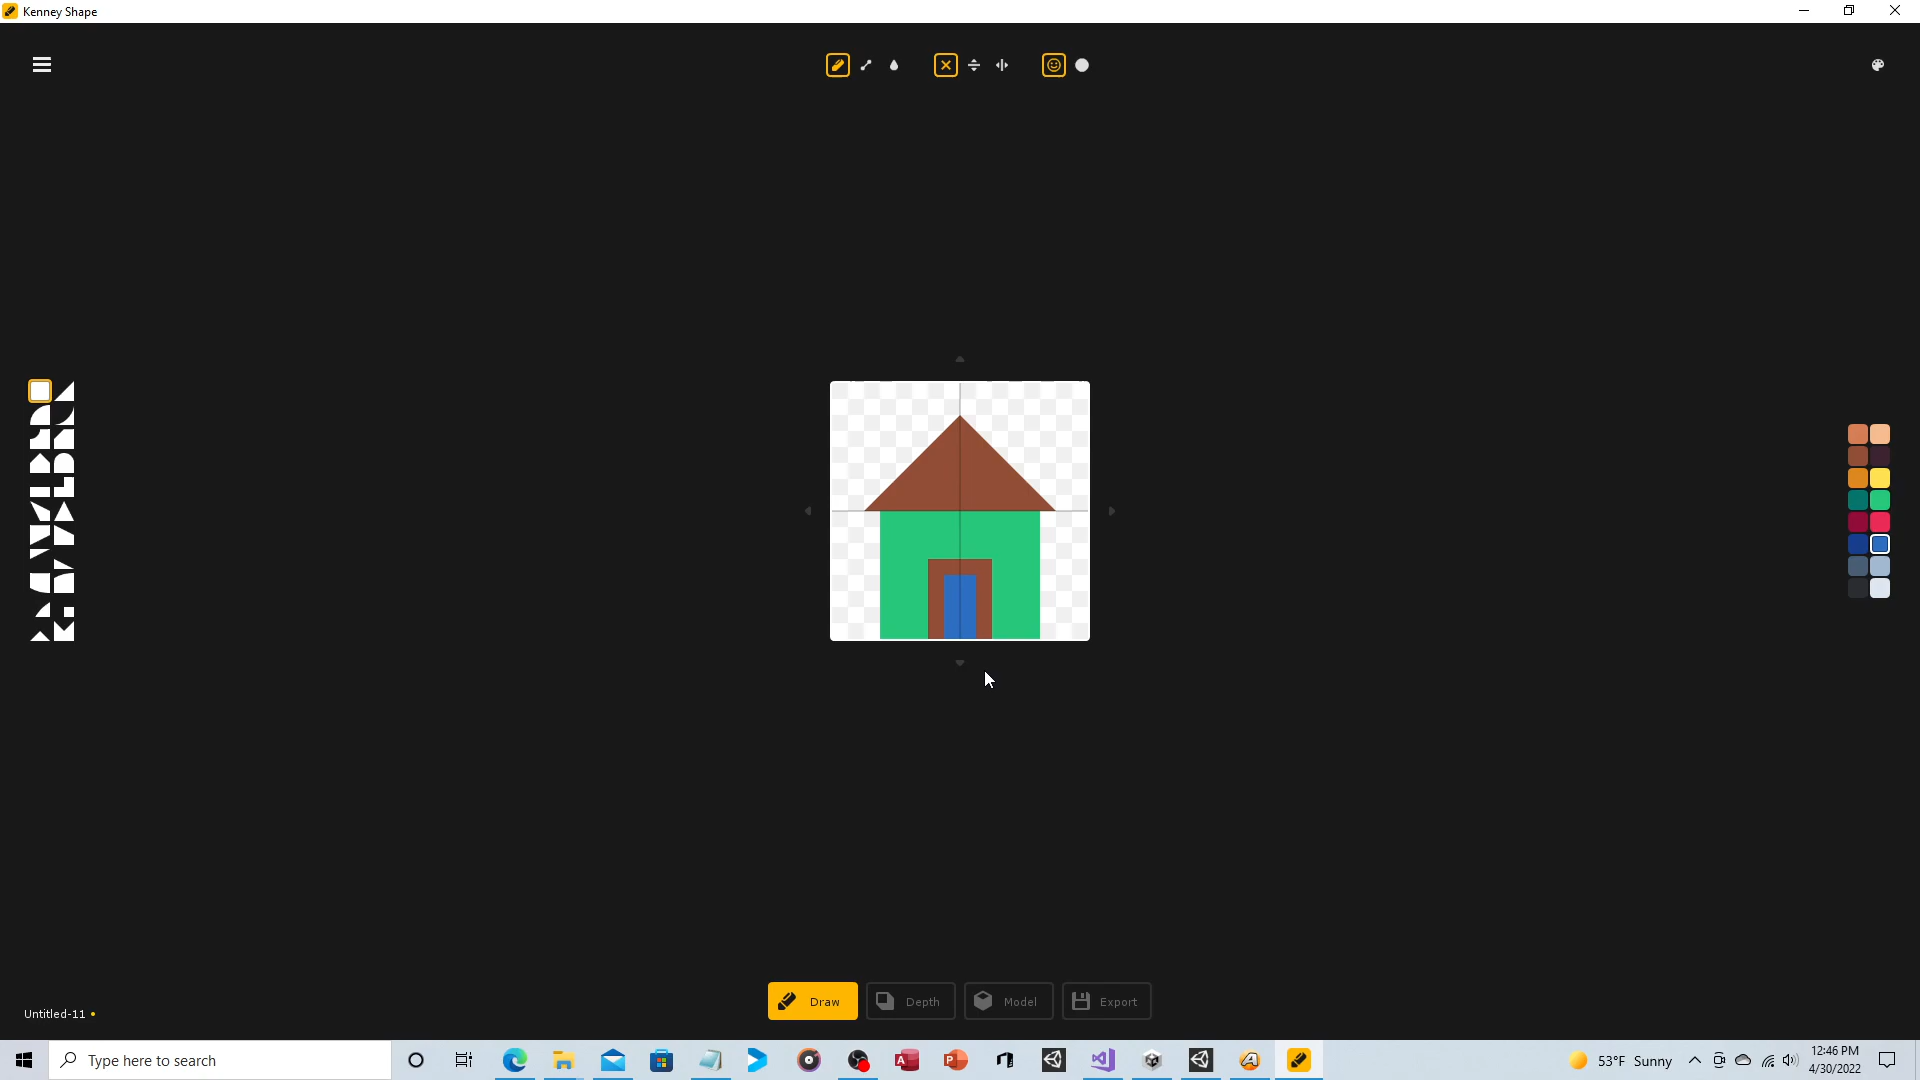 Kenney Shape
Draw
Depth
Model
Export
Untitled-11
Type here to search
53°F Sunny
12:46 PM
4/30/2022